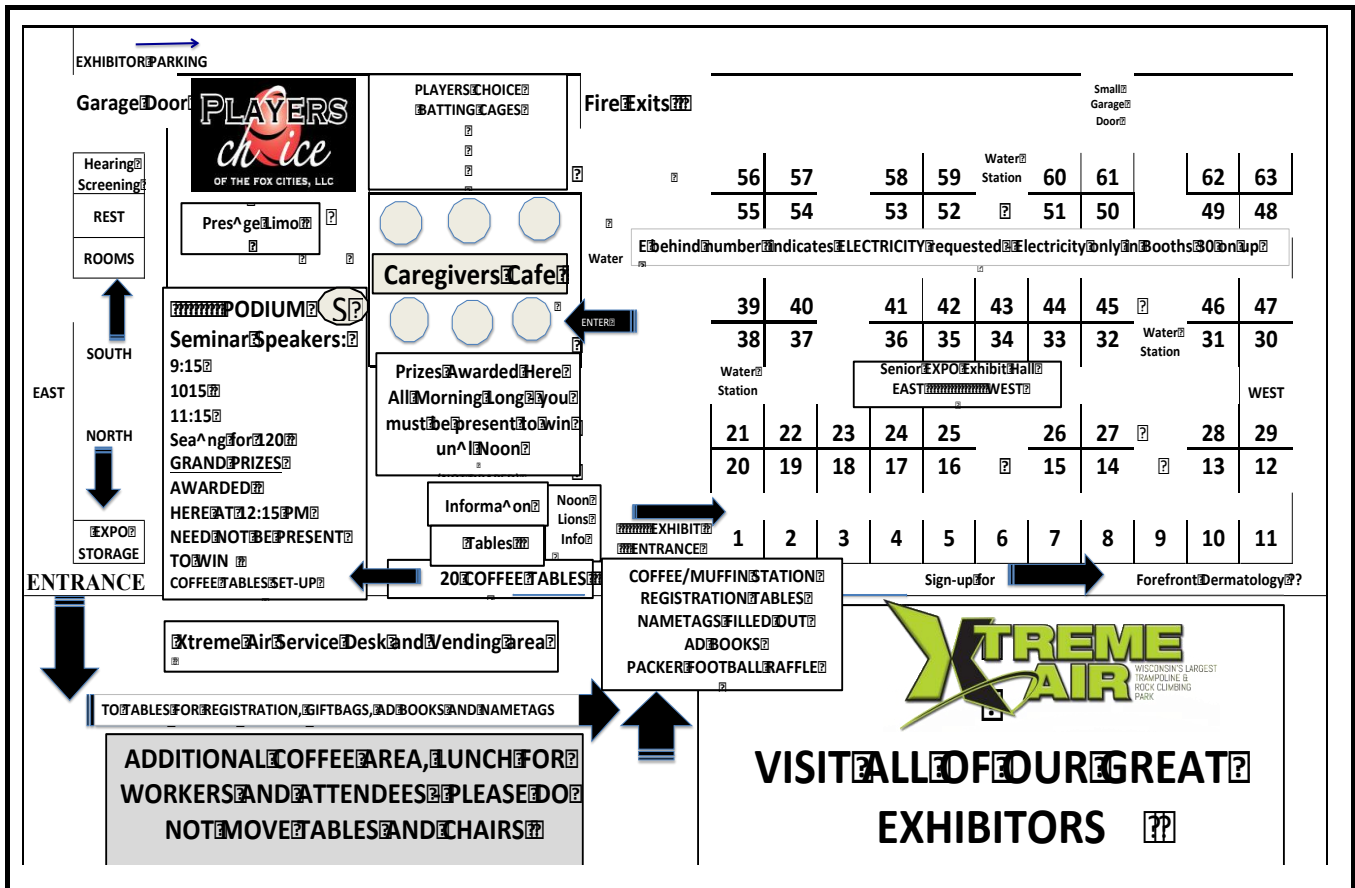 EXHIBITOR PARKING
Garage Door
PLAYERS
choice
OF THE FOX CITIES, LLC
PLAYERS CHOICE
BATTING CAGES
Fire Exits
Small
Garage
Door
Hearing
Screening
REST
ROOMS
Pres^ge Limo
Caregivers Cafe
ENTER
Water
56 57 58 59 Water Station 60 61 62 63
55 54 53 52 51 50 49 48
E behind number indicates ELECTRICITY requested - Electricity only in Booths 30 on up
39 40 41 42 43 44 45 46 47
38 37 36 35 34 33 32 Water Station 31 30
Water
Station
Senior EXPO Exhibit Hall
EAST WEST
WEST
SOUTH
EAST
NORTH
EXPO
STORAGE
PODIUM S
Seminar Speakers:
9:15
1015
11:15
Sea^ng for 120
GRAND PRIZES
AWARDED
HERE AT 12:15 PM
NEED NOT BE PRESENT
TO WIN
COFFEE TABLES SET-UP
Prizes Awarded Here
All Morning Long - you
must be present to win
un^l Noon
21 22 23 24 25 26 27 28 29
20 19 18 17 16 15 14 13 12
Informa^on
Tables
Noon
Lions
Info
20 COFFEE TABLES
EXHIBIT
ENTRANCE
1 2 3 4 5 6 7 8 9 10 11
ENTRANCE
COFFEE/MUFFIN STATION
REGISTRATION TABLES
NAMETAGS FILLED OUT
AD BOOKS
PACKER FOOTBALL RAFFLE
Sign-up for
Forefront Dermatology ??
Xtreme Air Service Desk and Vending area
XTREME
AIR
WISCONSIN'S LARGEST
TRAMPOLINE &
ROCK CLIMBING
PARK
TO TABLES FOR REGISTRATION, GIFTBAGS, AD BOOKS AND NAMETAGS
ADDITIONAL COFFEE AREA, LUNCH FOR
WORKERS AND ATTENDEES - PLEASE DO
NOT MOVE TABLES AND CHAIRS
VISIT ALL OF OUR GREAT
EXHIBITORS